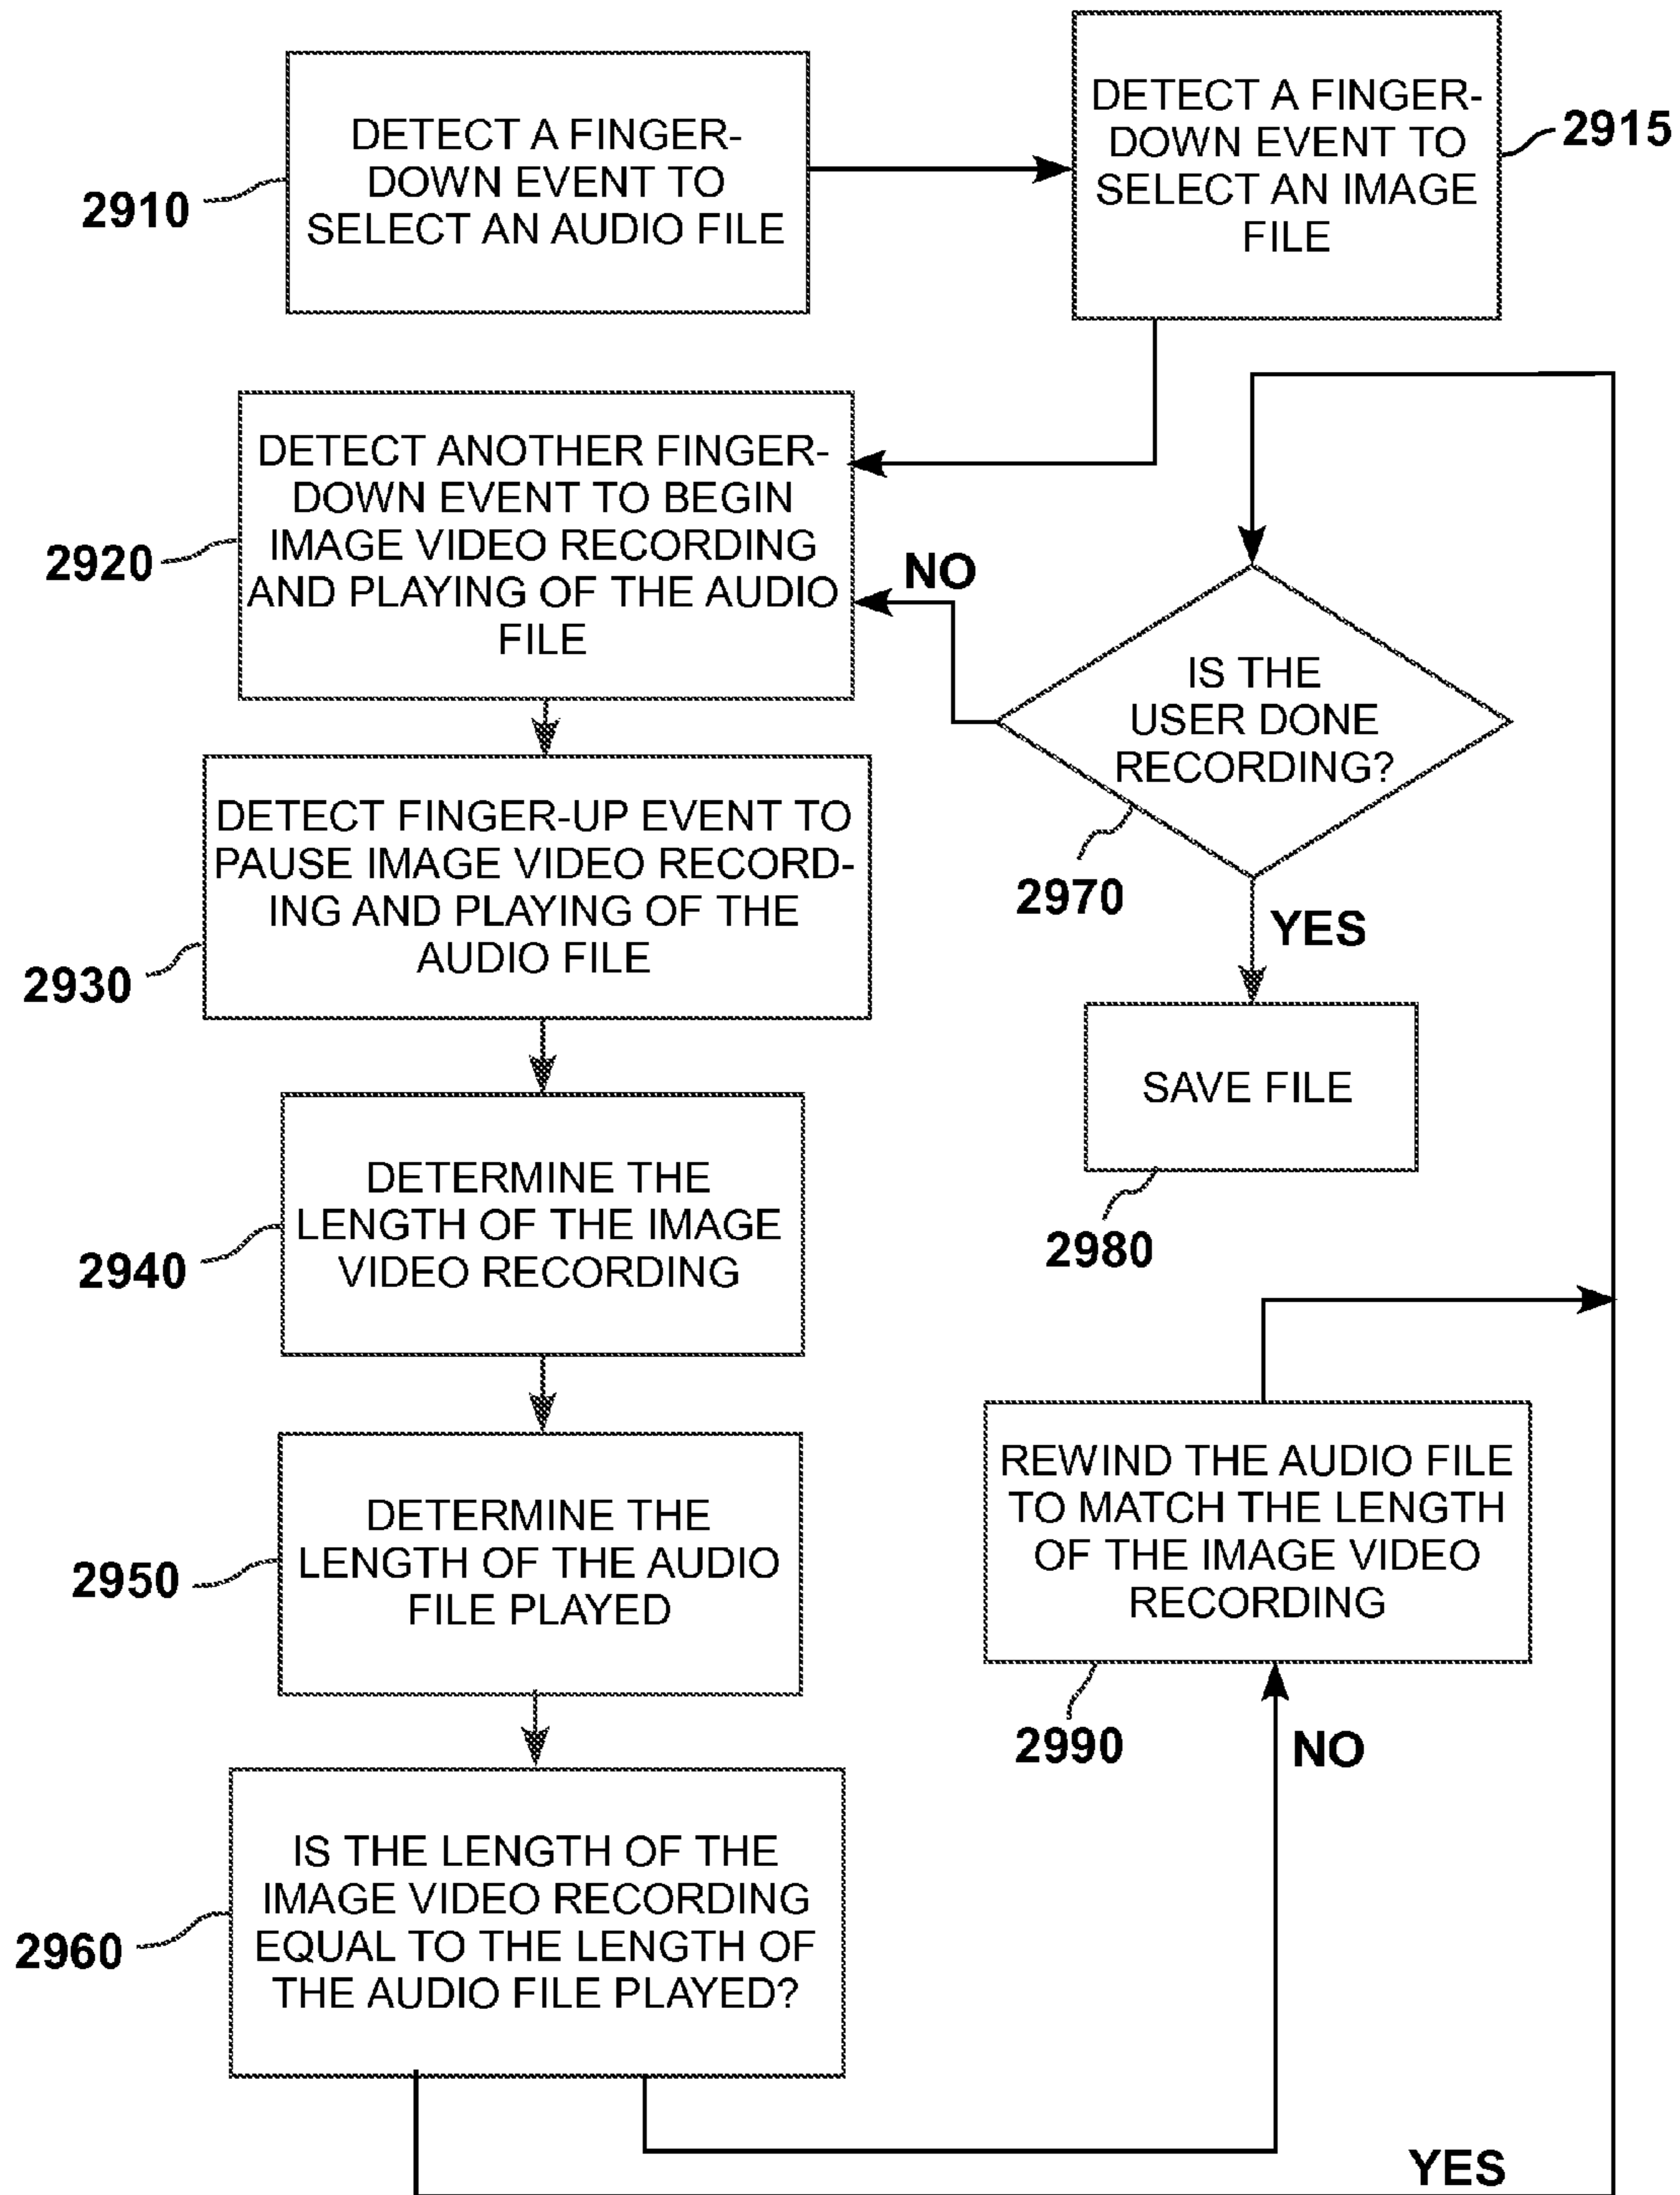 DETECT A FINGER-
DOWN EVENT TO
SELECT AN AUDIO FILE
2910
DETECT A FINGER-
DOWN EVENT TO
SELECT AN IMAGE
FILE
2915
DETECT ANOTHER FINGER-
DOWN EVENT TO BEGIN
IMAGE VIDEO RECORDING
AND PLAYING OF THE AUDIO
FILE
2920
NO
DETECT FINGER-UP EVENT TO
PAUSE IMAGE VIDEO RECORD-
ING AND PLAYING OF THE
AUDIO FILE
2930
DETERMINE THE
LENGTH OF THE IMAGE
VIDEO RECORDING
2940
DETERMINE THE
LENGTH OF THE AUDIO
FILE PLAYED
2950
IS THE LENGTH OF THE
IMAGE VIDEO RECORDING
EQUAL TO THE LENGTH OF
THE AUDIO FILE PLAYED?
2960
IS THE
USER DONE
RECORDING?
2970
YES
SAVE FILE
2980
REWIND THE AUDIO FILE
TO MATCH THE LENGTH
OF THE IMAGE VIDEO
RECORDING
2990
NO
YES